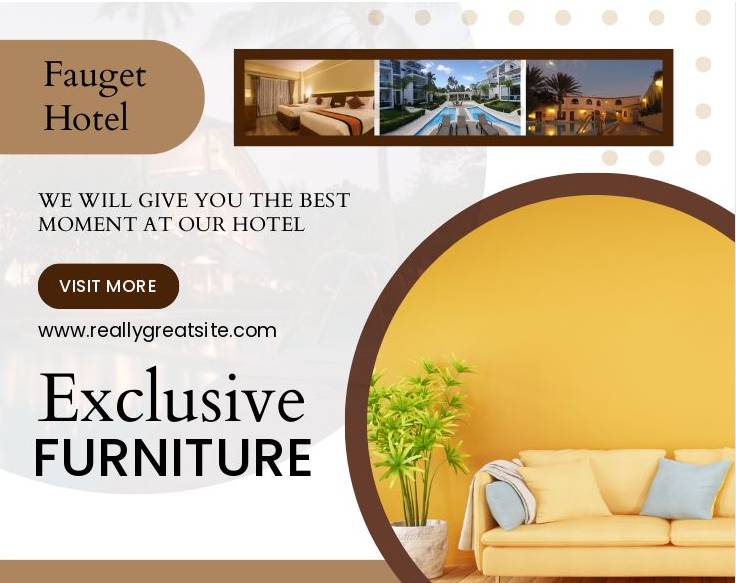 Fauget
Hotel
WE WILL GIVE YOU THE BEST
MOMENT AT OUR HOTEL
VISIT MORE
www.reallygreatsite.com
Exclusive
FURNITURE